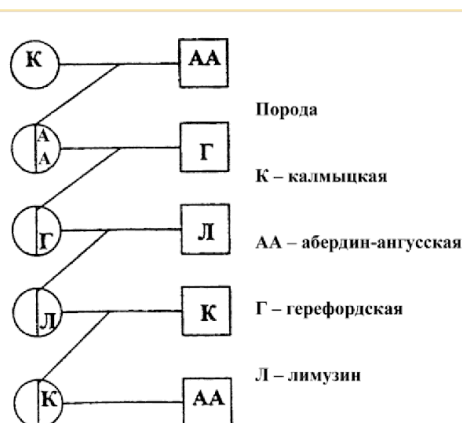 К АА
Порода
А
А Г
К – калмыцкая
Г Л
АА – абердин-ангусская
Л К
Г – герефордская
Л – лимузин
К АА